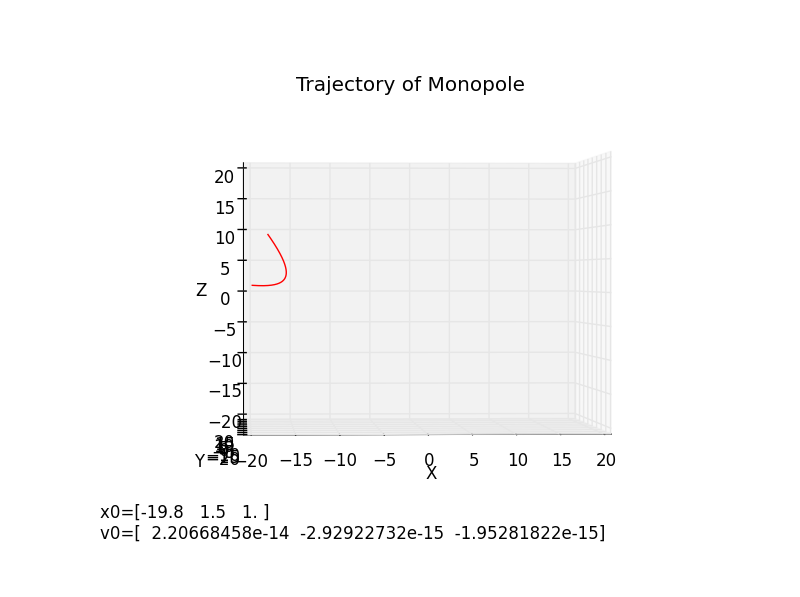 Trajectory of Monopole
20
15
10
5
Z
0
−5
−10
−15
−20
Y
−20 −15 −10 −5 0 5 10 15 20
X
x0=[-19.8 1.5 1. ]
v0=[ 2.20668458e-14 -2.92922732e-15 -1.95281822e-15]